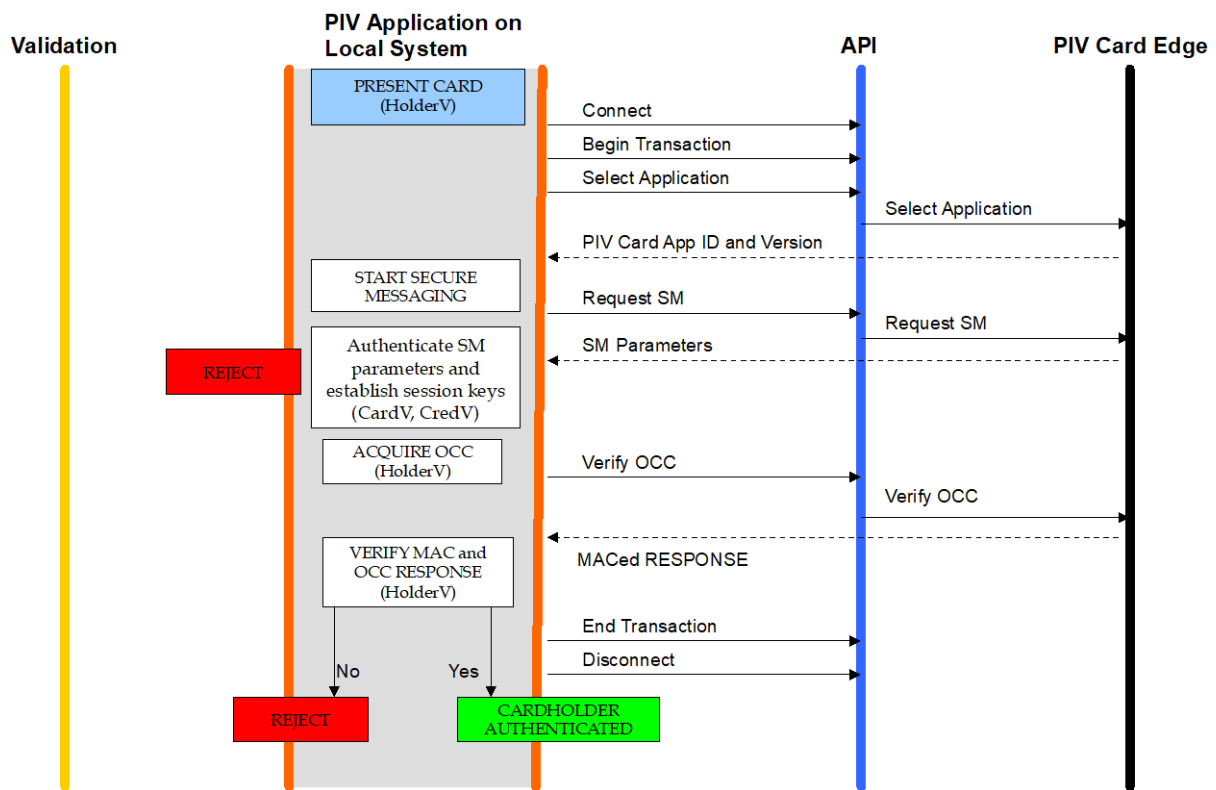 Validation
PIV Application on
Local System
API
PIV Card Edge
PRESENT CARD
(HolderV)
Connect
Begin Transaction
Select Application
Select Application
PIV Card App ID and Version
START SECURE
MESSAGING
Request SM
Request SM
SM Parameters
REJECT
Authenticate SM
parameters and
establish session keys
(CardV, CredV)
ACQUIRE OCC
(HolderV)
Verify OCC
Verify OCC
VERIFY MAC and
OCC RESPONSE
(HolderV)
MACed RESPONSE
End Transaction
Disconnect
No
Yes
REJECT
CARDHOLDER
AUTHENTICATED